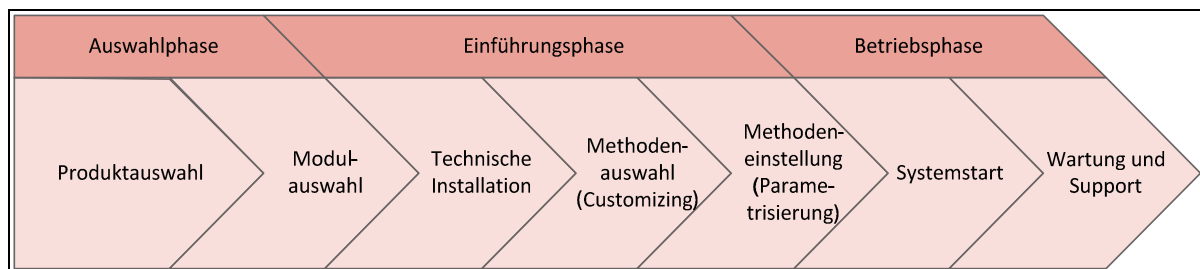 Auswahlphase
Einführungsphase
Betriebsphase
Produktauswahl
Modul-
auswahl
Technische
Installation
Methoden-
auswahl
(Customizing)
Methoden-
einstellung
(Parame-
trisierung)
Systemstart
Wartung und
Support